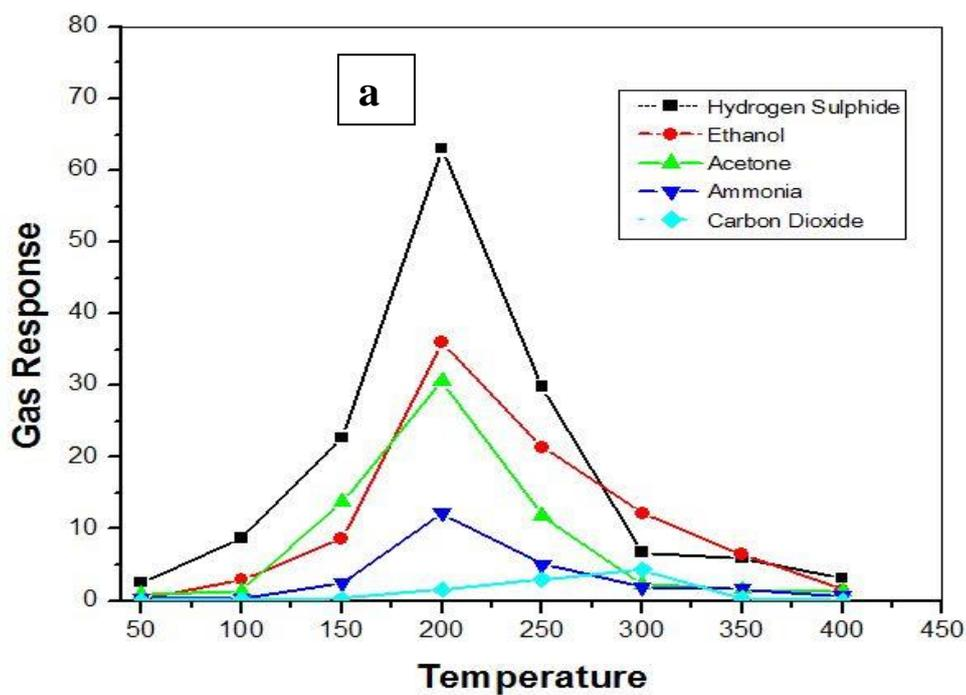 80
70
60
50
40
30
20
10
0
Gas Response
a
Hydrogen Sulphide
Ethanol
Acetone
Ammonia
Carbon Dioxide
50 100 150 200 250 300 350 400 450
Temperature